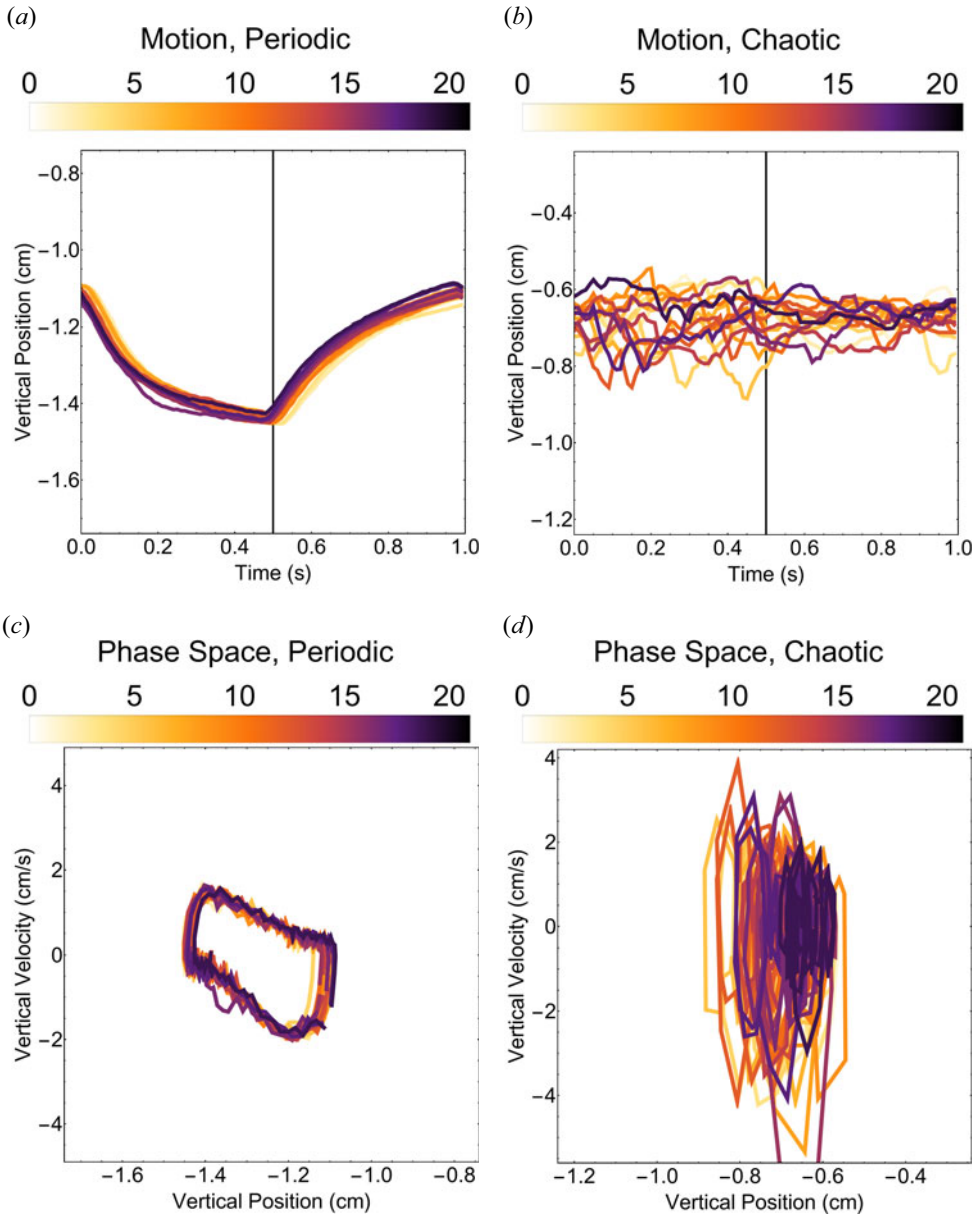 (a)
Motion, Periodic
0 5 10 15 20
−0.8
−1.0
−1.2
−1.4
−1.6
Vertical Position (cm)
0.0 0.2 0.4 0.6 0.8 1.0
Time (s)
(b)
Motion, Chaotic
0 5 10 15 20
−0.4
−0.6
−0.8
−1.0
−1.2
Vertical Position (cm)
0.0 0.2 0.4 0.6 0.8 1.0
Time (s)
(c)
Phase Space, Periodic
0 5 10 15 20
4
2
0
−2
−4
Vertical Velocity (cm/s)
−1.6 −1.4 −1.2 −1.0 −0.8
Vertical Position (cm)
(d)
Phase Space, Chaotic
0 5 10 15 20
4
2
0
−2
−4
Vertical Velocity (cm/s)
−1.2 −1.0 −0.8 −0.6 −0.4
Vertical Position (cm)